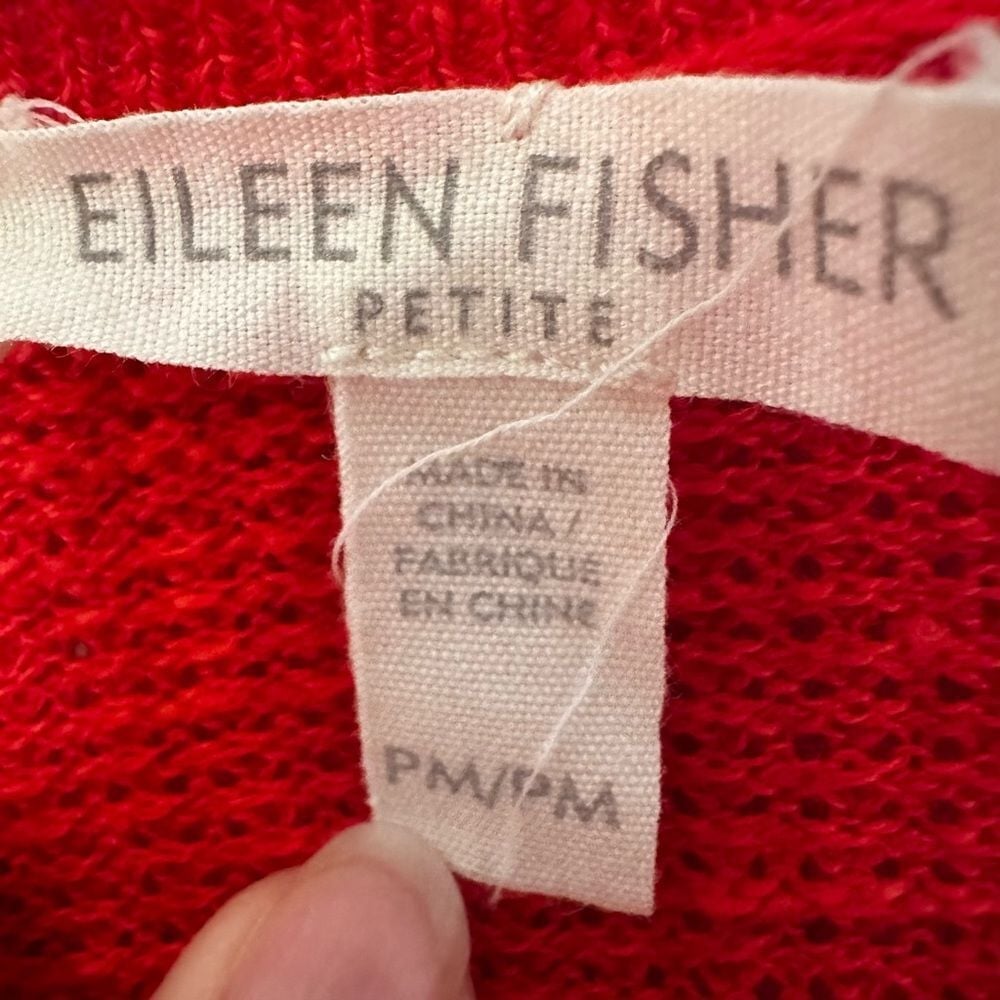 EILEEN FISHER
PETITE
MADE IN
CHINA /
FABRIQUE
EN CHINE
PM/PM